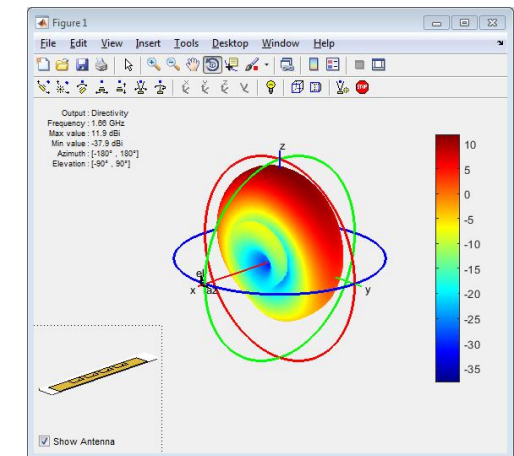 Figure 1
File Edit View Insert Tools Desktop Window Help
Output : Directivity
Frequency : 1.66 GHz
Max value : 11.9 dBi
Min value : -37.9 dBi
Azimuth : [-180° , 180°]
Elevation : [-90° , 90°]
z
el
x az
y
10
5
0
-5
-10
-15
-20
-25
-30
-35
Show Antenna